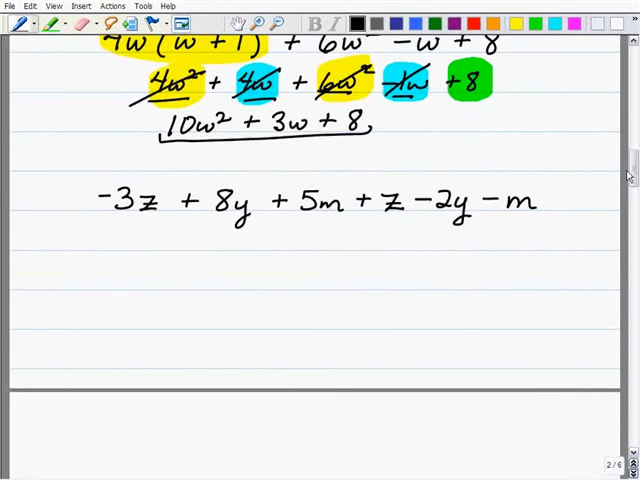 File Edit View Insert Actions Tools Help
4w (w + 1) + 6w² - w + 8
4w² + 4w + 6w² - 1w + 8
10w² + 3w + 8
-3z + 8y + 5m + z - 2y - m
2 / 6